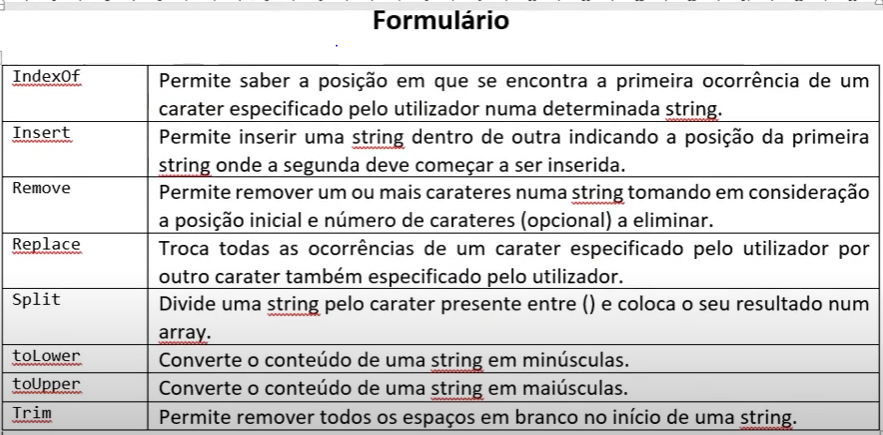 Formulário
IndexOf
Permite saber a posição em que se encontra a primeira ocorrência de um
carater especificado pelo utilizador numa determinada string.
Insert
Permite inserir uma string dentro de outra indicando a posição da primeira
string onde a segunda deve começar a ser inserida.
Remove
Permite remover um ou mais carateres numa string tomando em consideração
a posição inicial e número de carateres (opcional) a eliminar.
Replace
Troca todas as ocorrências de um carater especificado pelo utilizador por
outro carater também especificado pelo utilizador.
Split
Divide uma string pelo carater presente entre () e coloca o seu resultado num
array.
toLower
Converte o conteúdo de uma string em minúsculas.
toUpper
Converte o conteúdo de uma string em maiúsculas.
Trim
Permite remover todos os espaços em branco no início de uma string.